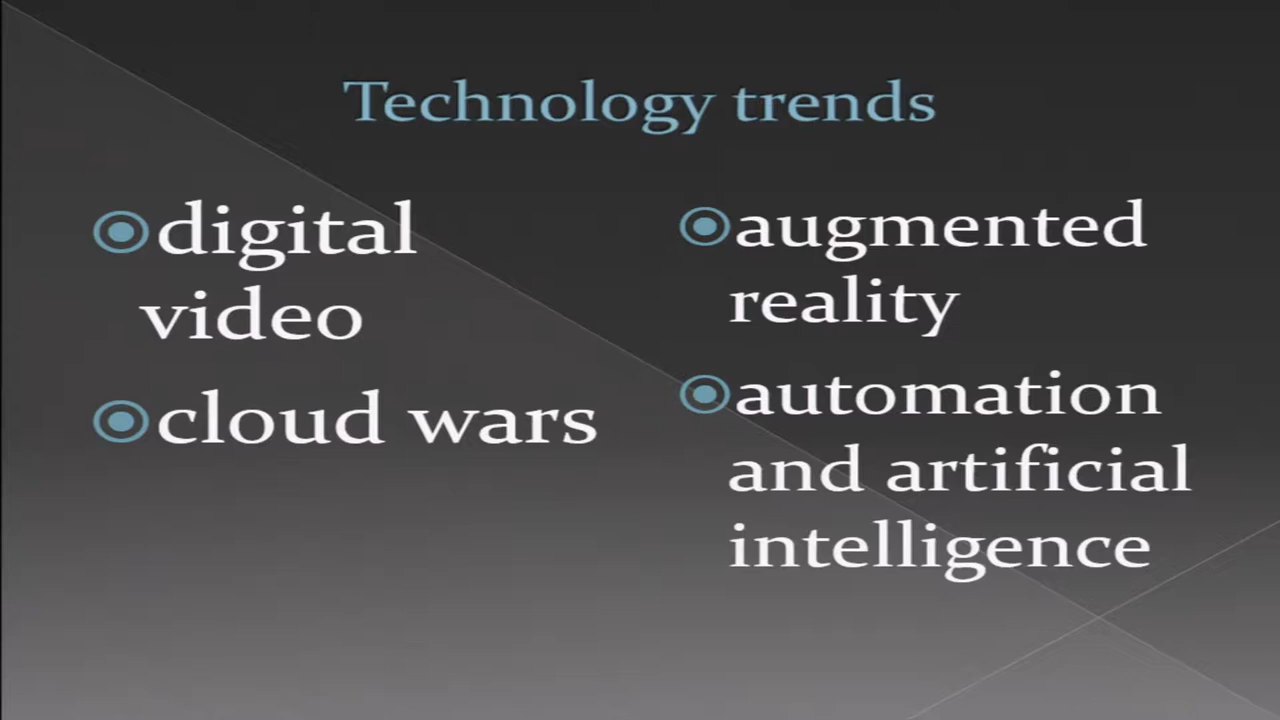 Technology trends
digital
video
cloud wars
augmented
reality
automation
and artificial
intelligence